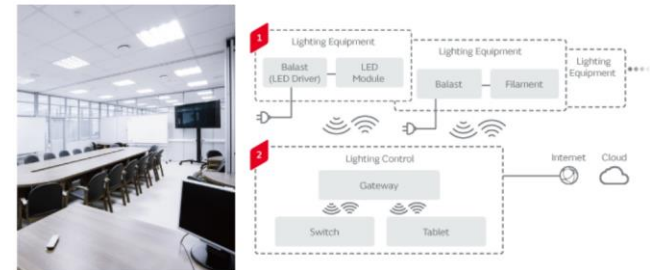 1
Lighting Equipment
Balast
(LED Driver)
LED
Module
Lighting Equipment
Balast
Filament
Lighting
Equipment
2
Lighting Control
Gateway
Switch
Tablet
Internet
Cloud